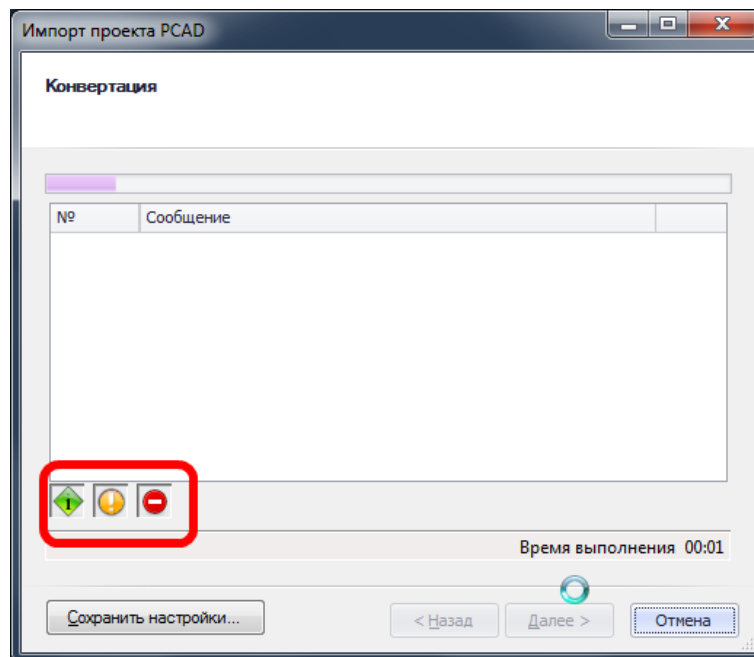 Импорт проекта PCAD
Конвертация
№ Сообщение
Время выполнения 00:01
Сохранить настройки... < Назад Далее > Отмена